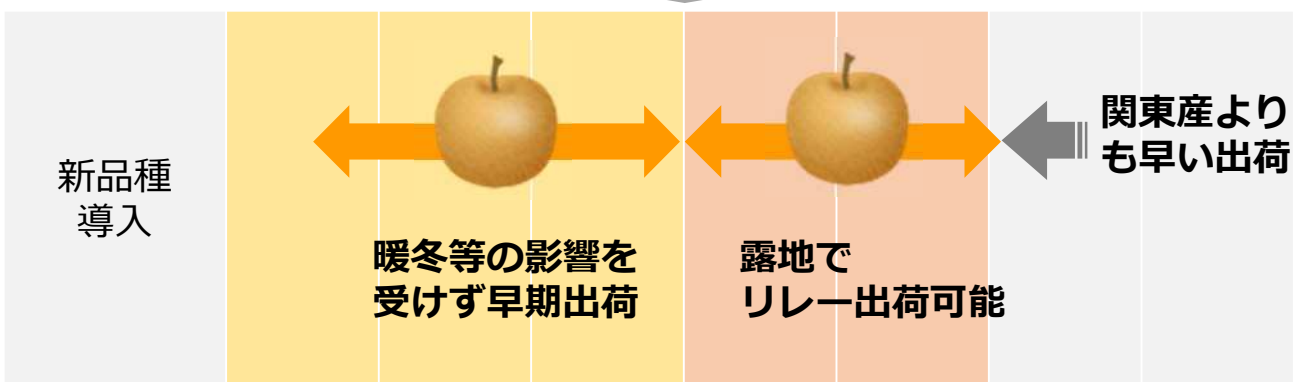 新品種
導入
暖冬等の影響を
受けず早期出荷
露地で
リレー出荷可能
関東産より
も早い出荷